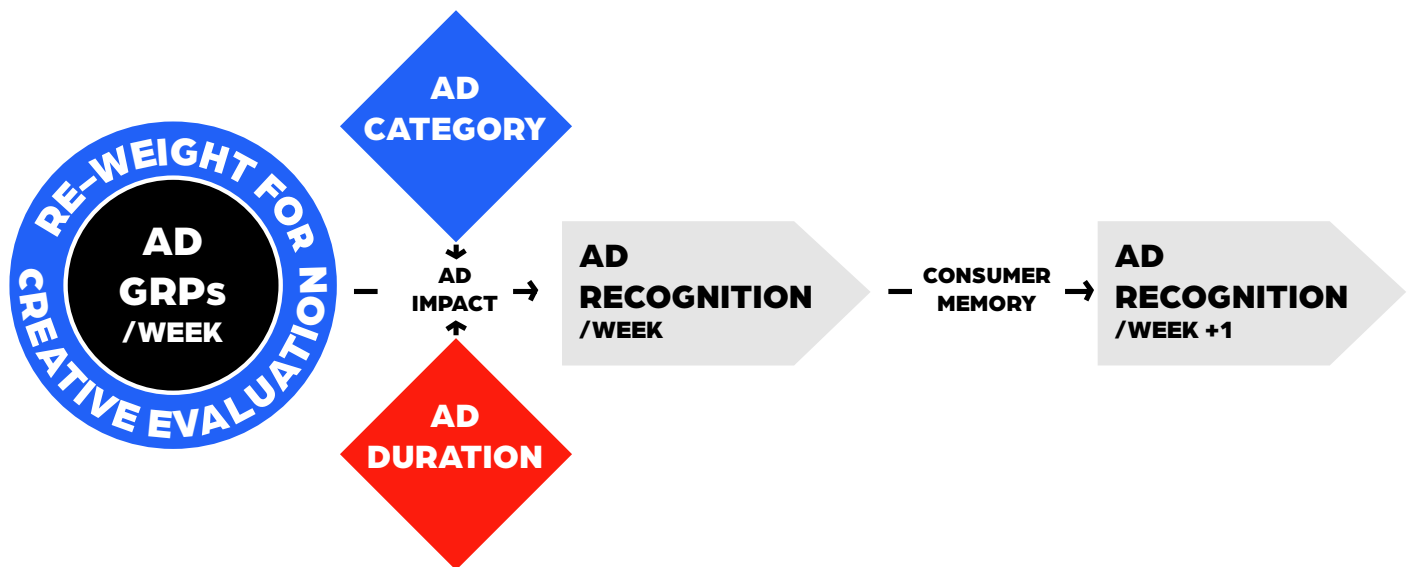 RE-WEIGHT FOR
CREATIVE EVALUATION
AD
GRPs
/WEEK
AD
CATEGORY
AD
IMPACT
AD
DURATION
AD
RECOGNITION
/WEEK
CONSUMER
MEMORY
AD
RECOGNITION
/WEEK +1